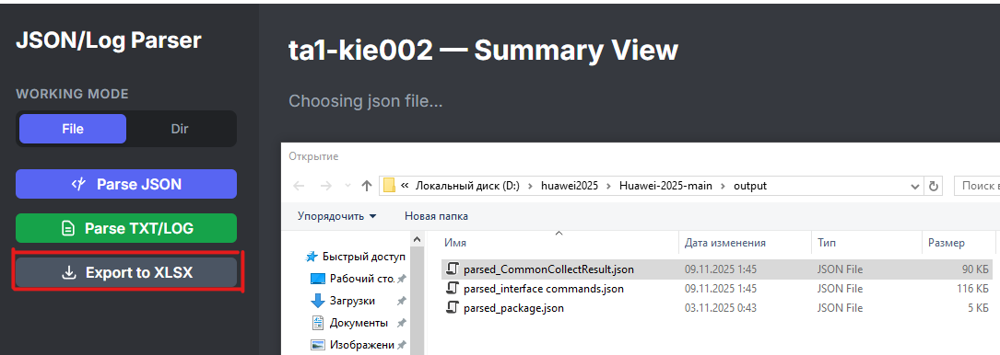 JSON/Log Parser
WORKING MODE
File
Dir
Parse JSON
Parse TXT/LOG
Export to XLSX
ta1-kie002 — Summary View
Choosing json file...
Открытие
« Локальный диск (D:) › huawei2025 › Huawei-2025-main › output
Поиск в
Упорядочить
Новая папка
Быстрый доступ
Рабочий сто.
Загрузки
Документы
Изображени
Имя Дата изменения Тип Размер
parsed_CommonCollectResult.json 09.11.2025 1:45 JSON File 90 КБ
parsed_interface commands.json 09.11.2025 1:45 JSON File 116 КБ
parsed_package.json 03.11.2025 0:43 JSON File 5 КБ